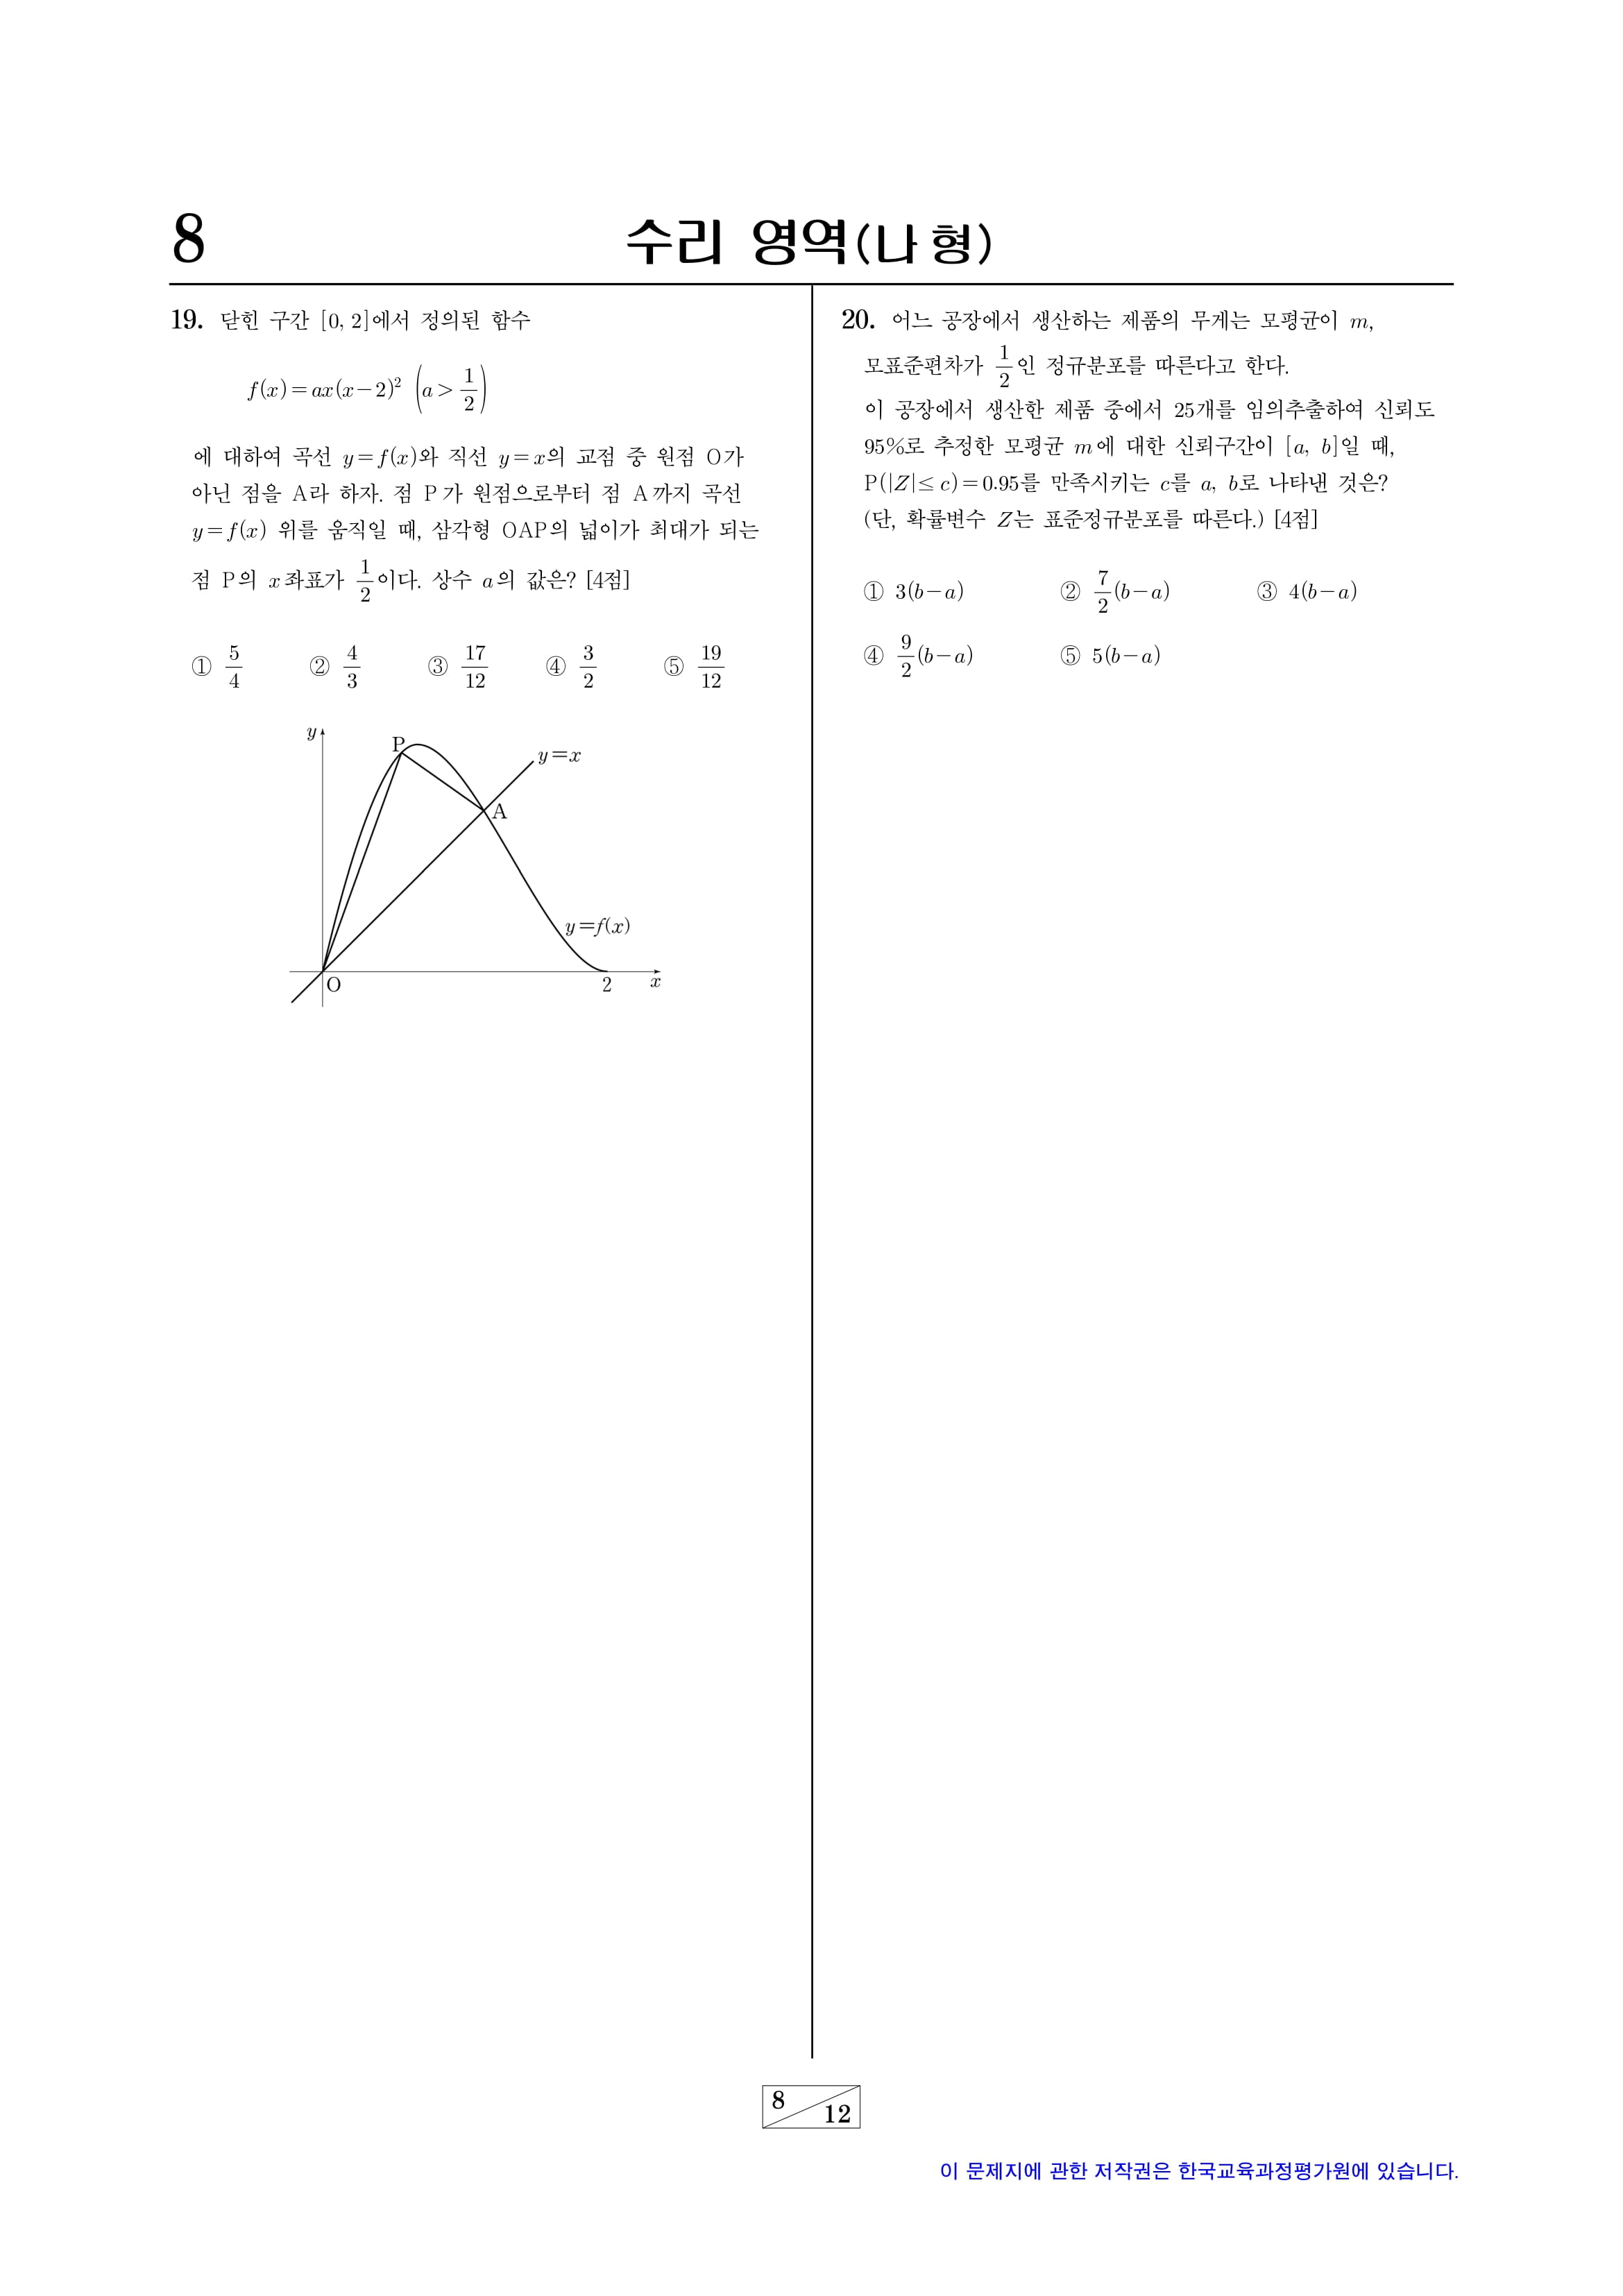 8
수리 영역(나 형)
19. 닫힌 구간 [0, 2]에서 정의된 함수
f(x)=ax(x-2)² (a > 1/2)
에 대하여 곡선 y=f(x)와 직선 y=x의 교점 중 원점 O가
아닌 점을 A라 하자. 점 P가 원점으로부터 점 A까지 곡선
y=f(x) 위를 움직일 때, 삼각형 OAP의 넓이가 최대가 되는
점 P의 x좌표가 1/2이다. 상수 a의 값은? [4점]
① 5/4 ② 4/3 ③ 17/12 ④ 3/2 ⑤ 19/12
y
P
y=x
A
y=f(x)
O
2
x
20. 어느 공장에서 생산하는 제품의 무게는 모평균이 m,
모표준편차가 1/2인 정규분포를 따른다고 한다.
이 공장에서 생산한 제품 중에서 25개를 임의추출하여 신뢰도
95%로 추정한 모평균 m에 대한 신뢰구간이 [a, b]일 때,
P(|Z|≤ c)=0.95를 만족시키는 c를 a, b로 나타낸 것은?
(단, 확률변수 Z는 표준정규분포를 따른다.) [4점]
① 3(b-a) ② 7/2(b-a) ③ 4(b-a)
④ 9/2(b-a) ⑤ 5(b-a)
8
12
이 문제지에 관한 저작권은 한국교육과정평가원에 있습니다.